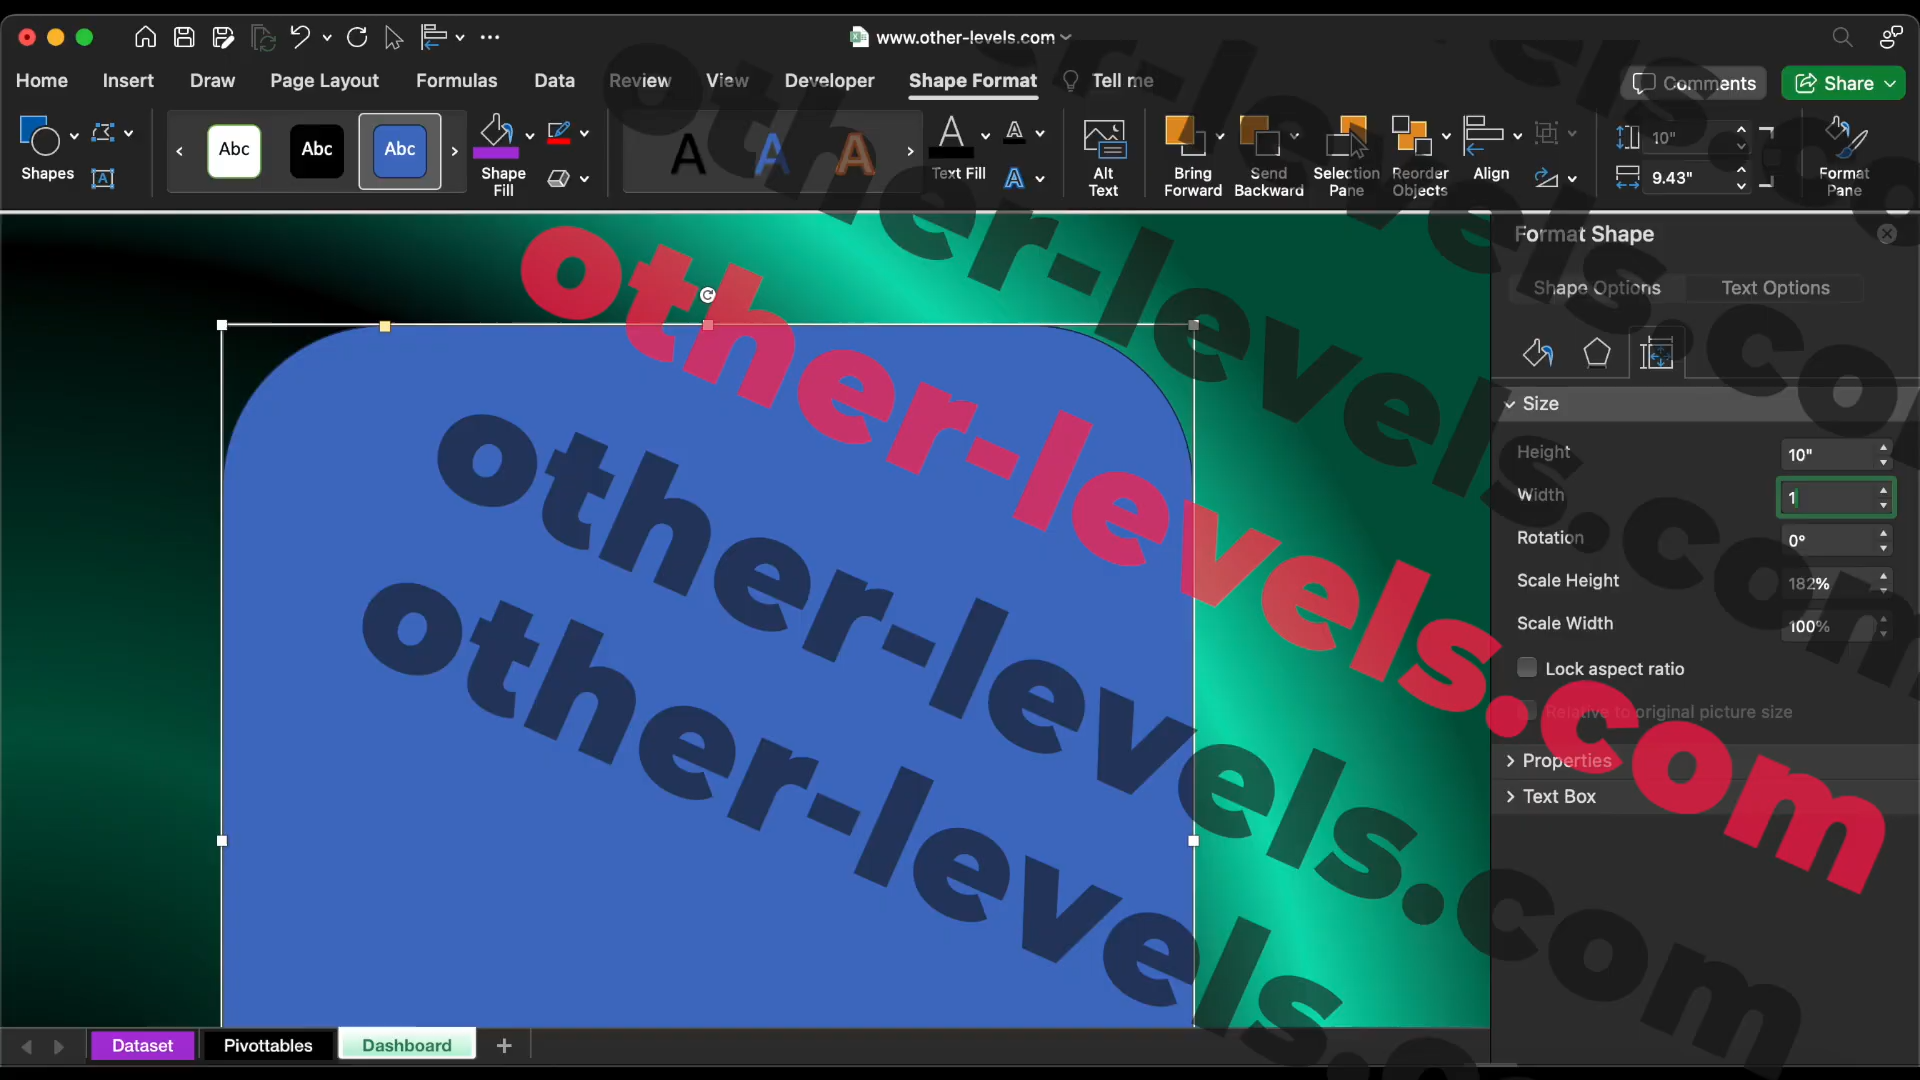 www.other-levels.com
Home Insert Draw Page Layout Formulas Data Review View Developer Shape Format Tell me Comments Share
Abc Abc Abc
A A A
A A A
10"
9.43"
Shapes
Shape Fill
Text Fill
Alt Text
Bring Forward
Send Backward
Selection Pane
Reorder Objects
Align
Format Pane
Format Shape
Shape Options Text Options
Size
Height 10"
Width 1
Rotation 0°
Scale Height 182%
Scale Width 100%
Lock aspect ratio
Relative to original picture size
Properties
Text Box
other-levels.com
other-levels.com
other-levels.com
other-levels.com
Dataset Pivottables Dashboard